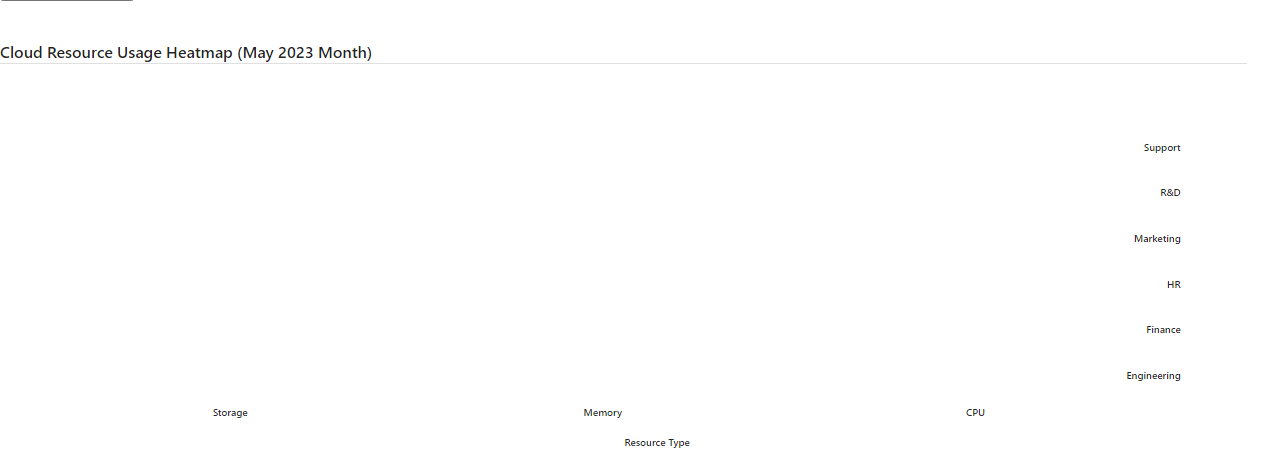 Cloud Resource Usage Heatmap (May 2023 Month)
Support
R&D
Marketing
HR
Finance
Engineering
Storage Memory CPU
Resource Type